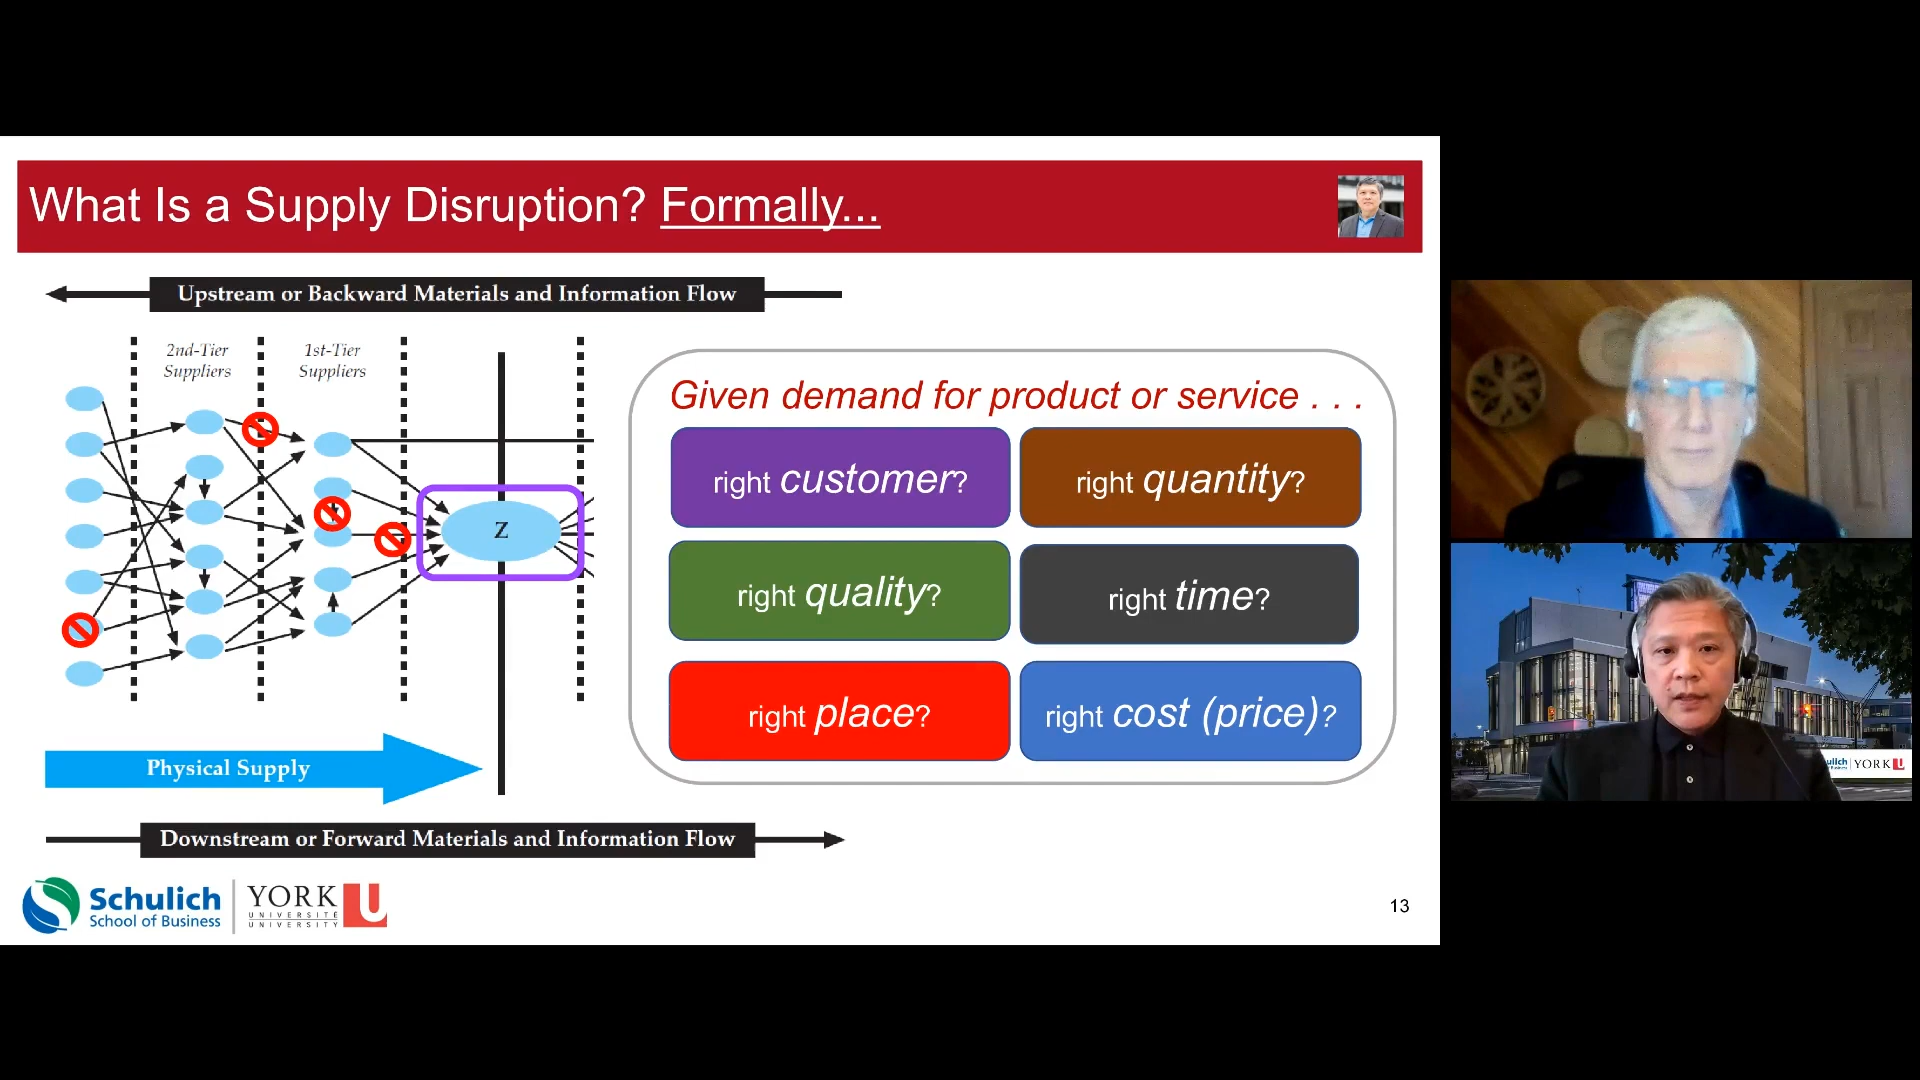 What Is a Supply Disruption? Formally...
Upstream or Backward Materials and Information Flow
2nd-Tier
Suppliers
1st-Tier
Suppliers
Z
Physical Supply
Downstream or Forward Materials and Information Flow
Given demand for product or service . . .
right customer?
right quantity?
right quality?
right time?
right place?
right cost (price)?
Schulich
School of Business
YORK
UNIVERSITÉ
UNIVERSITY
U
13
YORK U